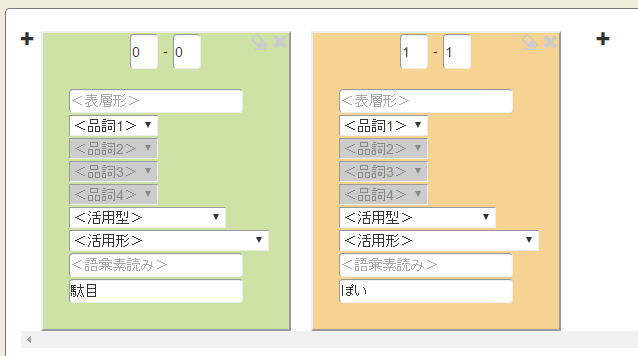 0 - 0
<表層形>
<品詞1>
<品詞2>
<品詞3>
<品詞4>
<活用型>
<活用形>
<語彙素読み>
駄目
1 - 1
<表層形>
<品詞1>
<品詞2>
<品詞3>
<品詞4>
<活用型>
<活用形>
<語彙素読み>
ぽい